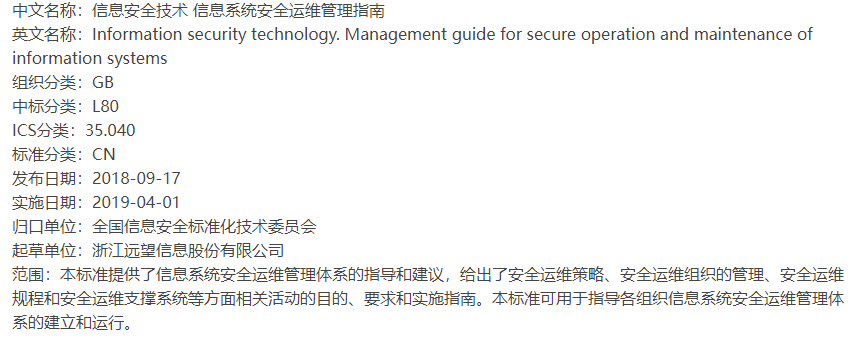 中文名称：信息安全技术 信息系统安全运维管理指南
英文名称：Information security technology. Management guide for secure operation and maintenance of
information systems
组织分类：GB
中标分类：L80
ICS分类：35.040
标准分类：CN
发布日期：2018-09-17
实施日期：2019-04-01
归口单位：全国信息安全标准化技术委员会
起草单位：浙江远望信息股份有限公司
范围：本标准提供了信息系统安全运维管理体系的指导和建议，给出了安全运维策略、安全运维组织的管理、安全运维
规程和安全运维支撑系统等方面相关活动的目的、要求和实施指南。本标准可用于指导各组织信息系统安全运维管理体
系的建立和运行。